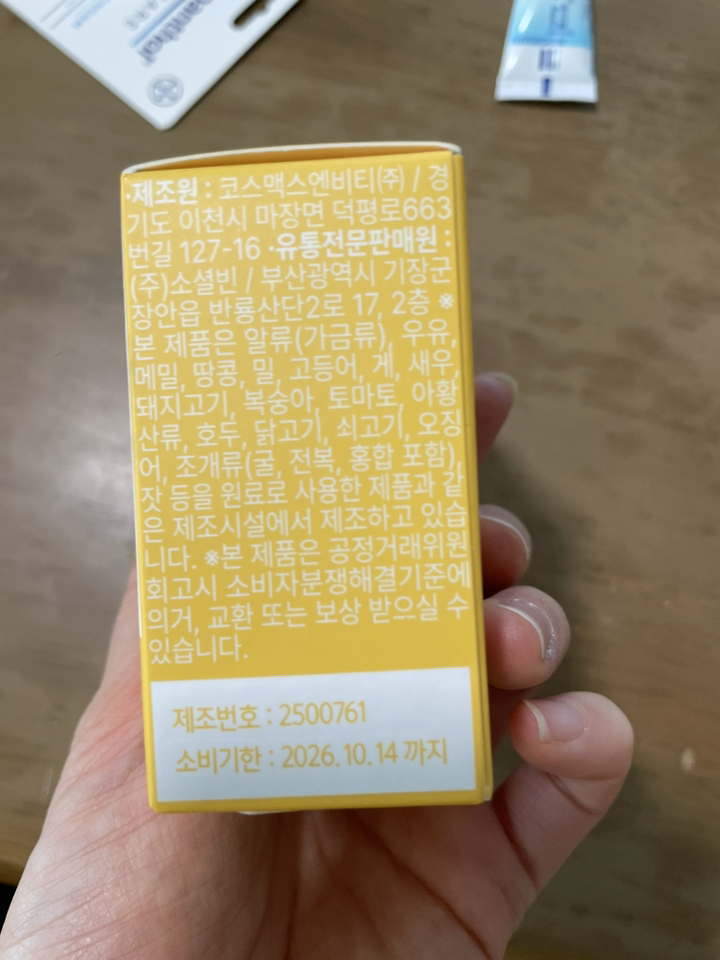 panthol
CARE
·제조원 : 코스맥스엔비티(주) / 경
기도 이천시 마장면 덕평로663
번길 127-16 ·유통전문판매원 :
(주)소셜빈 / 부산광역시 기장군
장안읍 반룡산단2로 17, 2층 ※
본 제품은 알류(가금류), 우유,
메밀, 땅콩, 밀, 고등어, 게, 새우,
돼지고기, 복숭아, 토마토, 아황
산류, 호두, 닭고기, 쇠고기, 오징
어, 조개류(굴, 전복, 홍합 포함),
잣 등을 원료로 사용한 제품과 같
은 제조시설에서 제조하고 있습
니다. ※본 제품은 공정거래위원
회고시 소비자분쟁해결기준에
의거, 교환 또는 보상 받으실 수
있습니다.
제조번호 : 2500761
소비기한 : 2026.10.14 까지